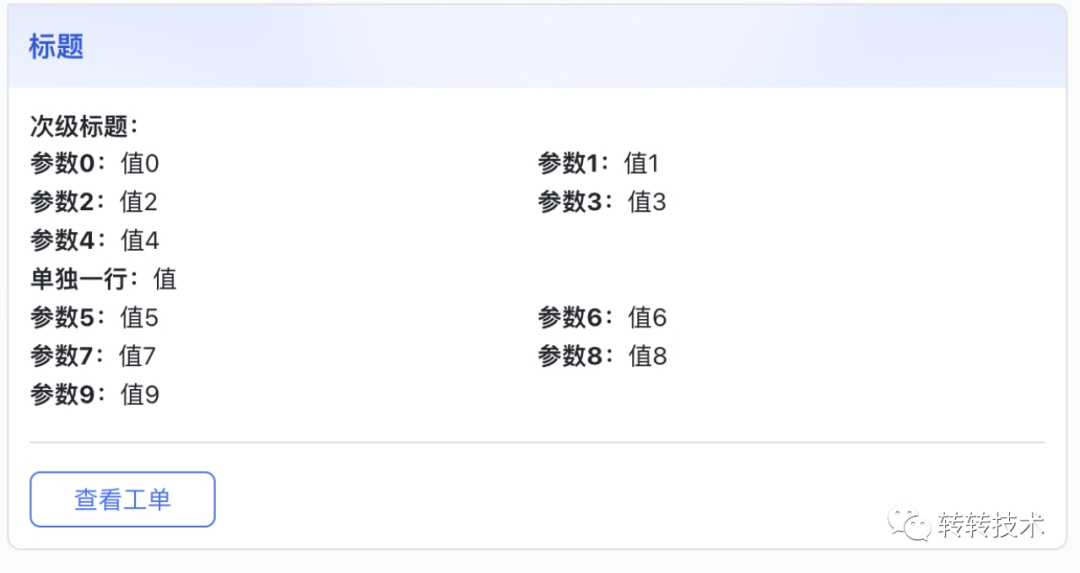 标题
次级标题：
参数0：值0 参数1：值1
参数2：值2 参数3：值3
参数4：值4
单独一行：值
参数5：值5 参数6：值6
参数7：值7 参数8：值8
参数9：值9
查看工单
转转技术